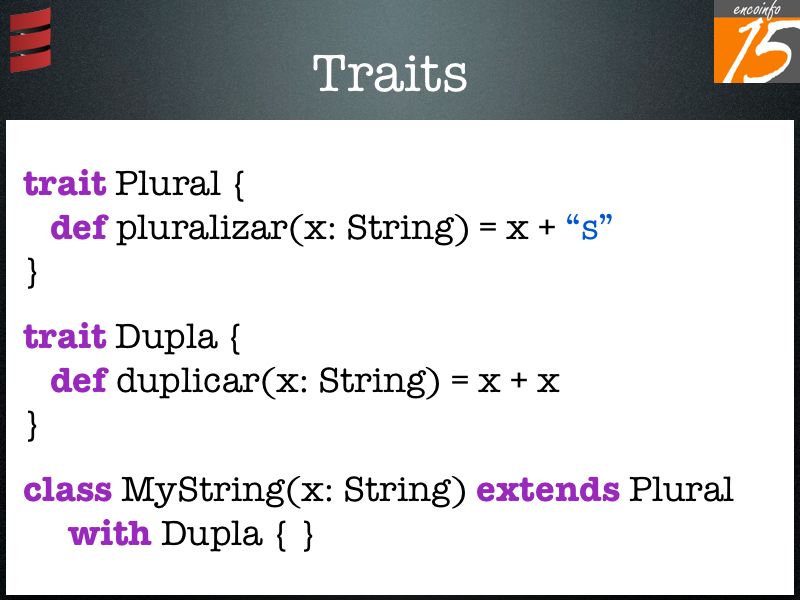 encoinfo
15
Traits
trait Plural {
def pluralizar(x: String) = x + “s”
}
trait Dupla {
def duplicar(x: String) = x + x
}
class MyString(x: String) extends Plural
with Dupla { }